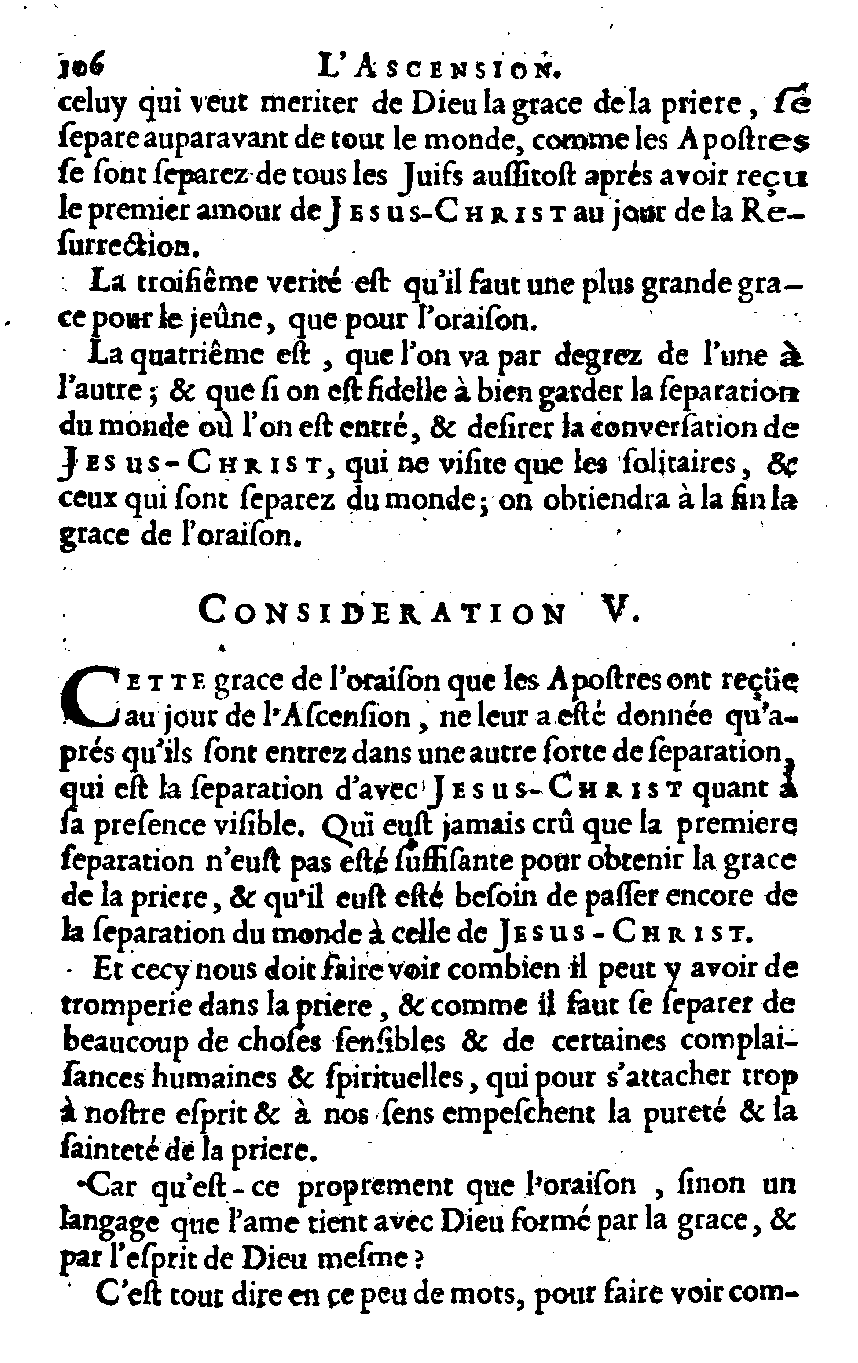 106 L'ASCENSION.
celuy qui veut meriter de Dieu la grace de la priere, ſe
ſepare auparavant de tout le monde, comme les Apoſtres
ſe ſont ſeparez de tous les Juifs auſſitoſt aprés avoir reçu
le premier amour de JESUS-CHRIST au jour de la Re-
ſurrection.
La troiſiême verité eſt qu'il faut une plus grande gra-
ce pour le jeûne, que pour l'oraiſon.
La quatriême eſt, que l'on va par degrez de l'une à
l'autre; & que ſi on eſt fidelle à bien garder la ſeparation
du monde où l'on eſt entré, & deſirer la converſation de
JESUS-CHRIST, qui ne viſite que les ſolitaires, &
ceux qui ſont ſeparez du monde; on obtiendra à la fin la
grace de l'oraiſon.
CONSIDERATION V.
CETTE grace de l'oraiſon que les Apoſtres ont reçüe
au jour de l'Aſcenſion, ne leur a eſté donnée qu'a-
prés qu'ils ſont entrez dans une autre ſorte de ſeparation,
qui eſt la ſeparation d'avec JESUS-CHRIST quant à
ſa preſence viſible. Qui euſt jamais crû que la premiere
ſeparation n'euſt pas eſté ſuffiſante pour obtenir la grace
de la priere, & qu'il euſt eſté beſoin de paſſer encore de
la ſeparation du monde à celle de JESUS-CHRIST.
Et cecy nous doit faire voir combien il peut y avoir de
tromperie dans la priere, & comme il faut ſe ſeparer de
beaucoup de choſes ſenſibles & de certaines complai-
ſances humaines & ſpirituelles, qui pour s'attacher trop
à noſtre eſprit & à nos ſens empeſchent la pureté & la
ſainteté de la priere.
Car qu'eſt-ce proprement que l'oraiſon, ſinon un
langage que l'ame tient avec Dieu formé par la grace, &
par l'eſprit de Dieu meſme?
C'eſt tout dire en ce peu de mots, pour faire voir com-